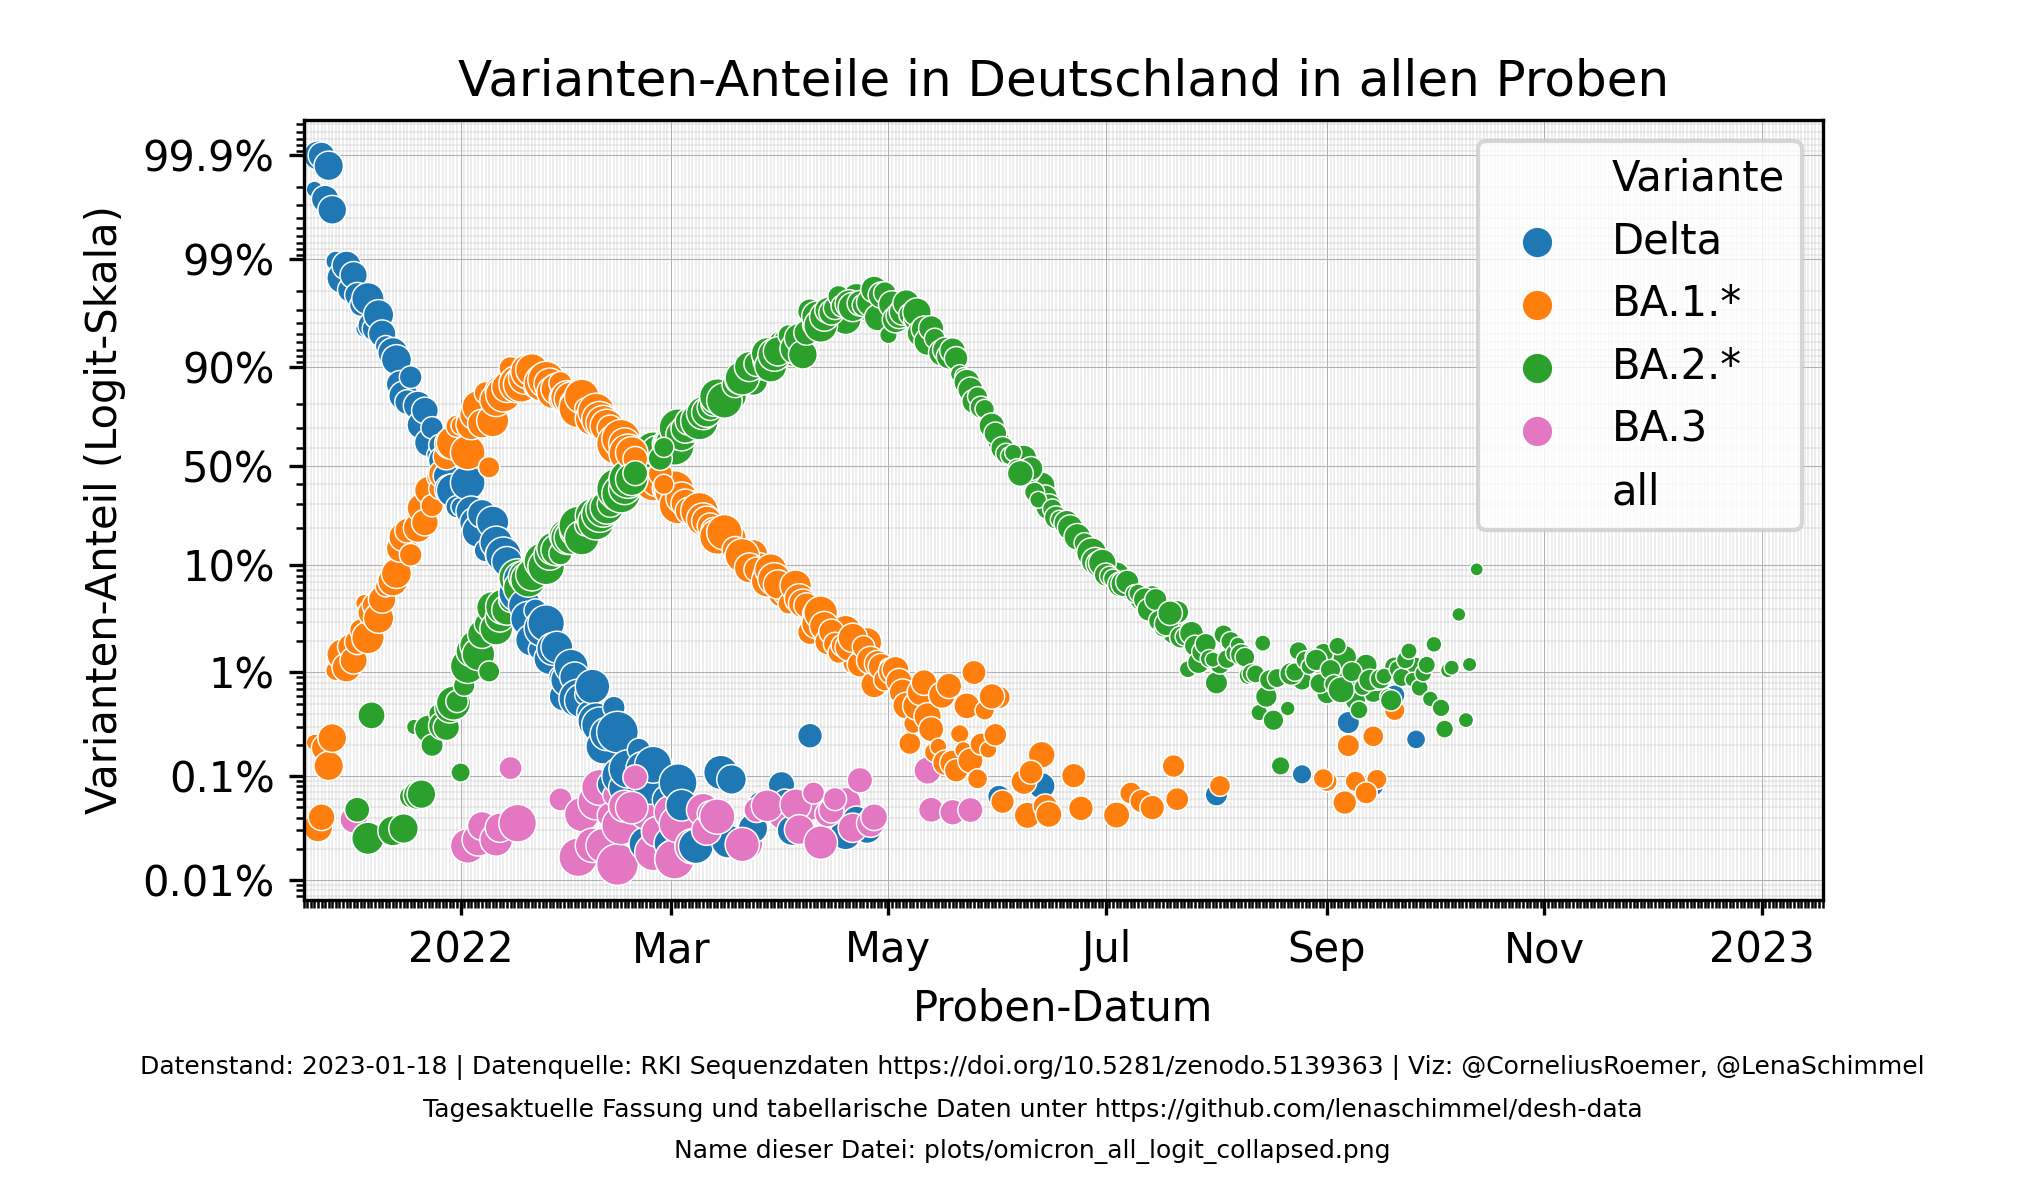 Varianten-Anteile in Deutschland in allen Proben
Varianten-Anteil (Logit-Skala)
99.9%
99%
90%
50%
10%
1%
0.1%
0.01%
Variante
Delta
BA.1.*
BA.2.*
BA.3
all
2022 Mar May Jul Sep Nov 2023
Proben-Datum
Datenstand: 2023-01-18 | Datenquelle: RKI Sequenzdaten https://doi.org/10.5281/zenodo.5139363 | Viz: @CorneliusRoemer, @LenaSchimmel
Tagesaktuelle Fassung und tabellarische Daten unter https://github.com/lenaschimmel/desh-data
Name dieser Datei: plots/omicron_all_logit_collapsed.png